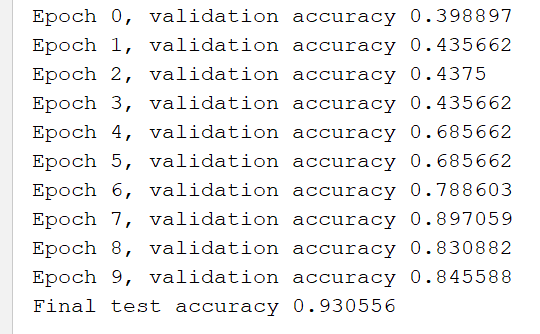 Epoch 0, validation accuracy 0.398897
Epoch 1, validation accuracy 0.435662
Epoch 2, validation accuracy 0.4375
Epoch 3, validation accuracy 0.435662
Epoch 4, validation accuracy 0.685662
Epoch 5, validation accuracy 0.685662
Epoch 6, validation accuracy 0.788603
Epoch 7, validation accuracy 0.897059
Epoch 8, validation accuracy 0.830882
Epoch 9, validation accuracy 0.845588
Final test accuracy 0.930556